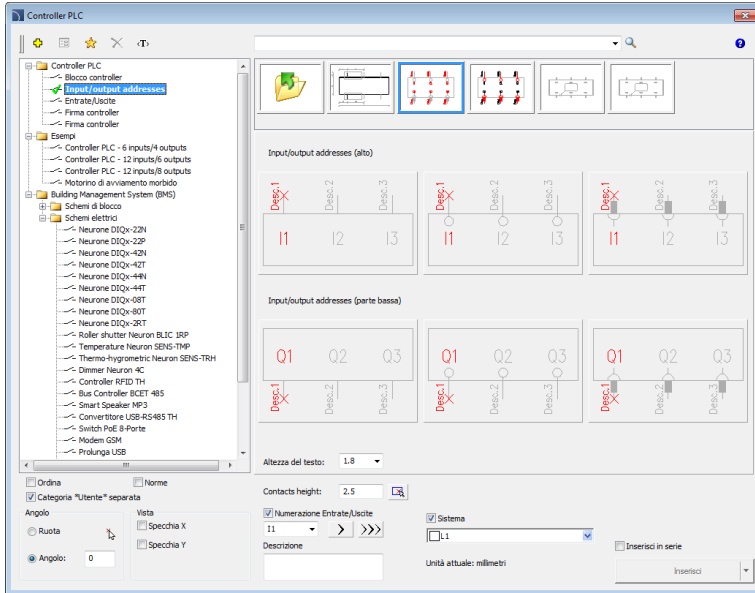 Controller PLC
Controller PLC
Blocco controller
Input/output addresses
Entrate/Uscite
Firma controller
Firma controller
Esempi
Controller PLC - 6 inputs/4 outputs
Controller PLC - 12 inputs/6 outputs
Controller PLC - 12 inputs/8 outputs
Motorino di avviamento morbido
Building Management System (BMS)
Schemi di blocco
Schemi elettrici
Neurone DIQx-22N
Neurone DIQx-22P
Neurone DIQx-42N
Neurone DIQx-42T
Neurone DIQx-44N
Neurone DIQx-44T
Neurone DIQx-08T
Neurone DIQx-80T
Neurone DIQx-2RT
Roller shutter Neuron BLIC 1RP
Temperature Neuron SENS-TMP
Thermo-hygrometric Neuron SENS-TRH
Dimmer Neuron 4C
Controller RFID TH
Bus Controller BCET 485
Smart Speaker MP3
Convertitore USB-RS485 TH
Switch PoE 8-Porte
Modem GSM
Prolunga USB
Ordina
Norme
Categoria "Utente" separata
Angolo
Ruota
Angolo:
0
Vista
Specchia X
Specchia Y
Input/output addresses (alto)
Desc.1 Desc.2 Desc.3
I1 I2 I3
Desc.1 Desc.2 Desc.3
I1 I2 I3
Desc.1 Desc.2 Desc.3
I1 I2 I3
Input/output addresses (parte bassa)
Q1 Q2 Q3
Desc.1 Desc.2 Desc.3
Q1 Q2 Q3
Desc.1 Desc.2 Desc.3
Q1 Q2 Q3
Desc.1 Desc.2 Desc.3
Altezza del testo:
1.8
Contacts height:
2.5
Numerazione Entrate/Uscite
I1
>
>>>
Descrizione
Sistema
L1
Unità attuale: milimetri
Inserisci in serie
Inserisci